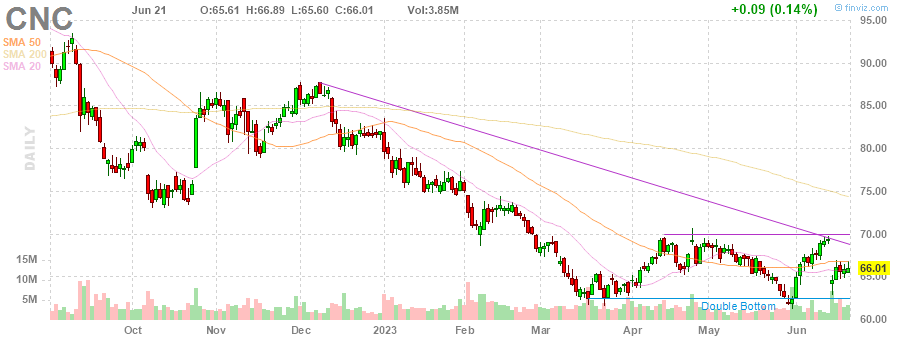 CNC Jun 21 O:65.61 H:66.89 L:65.60 C:66.01 Vol:3.85M +0.09 (0.14%) finviz.com
SMA 50
SMA 200
SMA 20
DAILY
95.00
90.00
85.00
80.00
75.00
70.00
66.01
65.00
60.00
15M
10M
5M
Double Bottom
Oct Nov Dec 2023 Feb Mar Apr May Jun